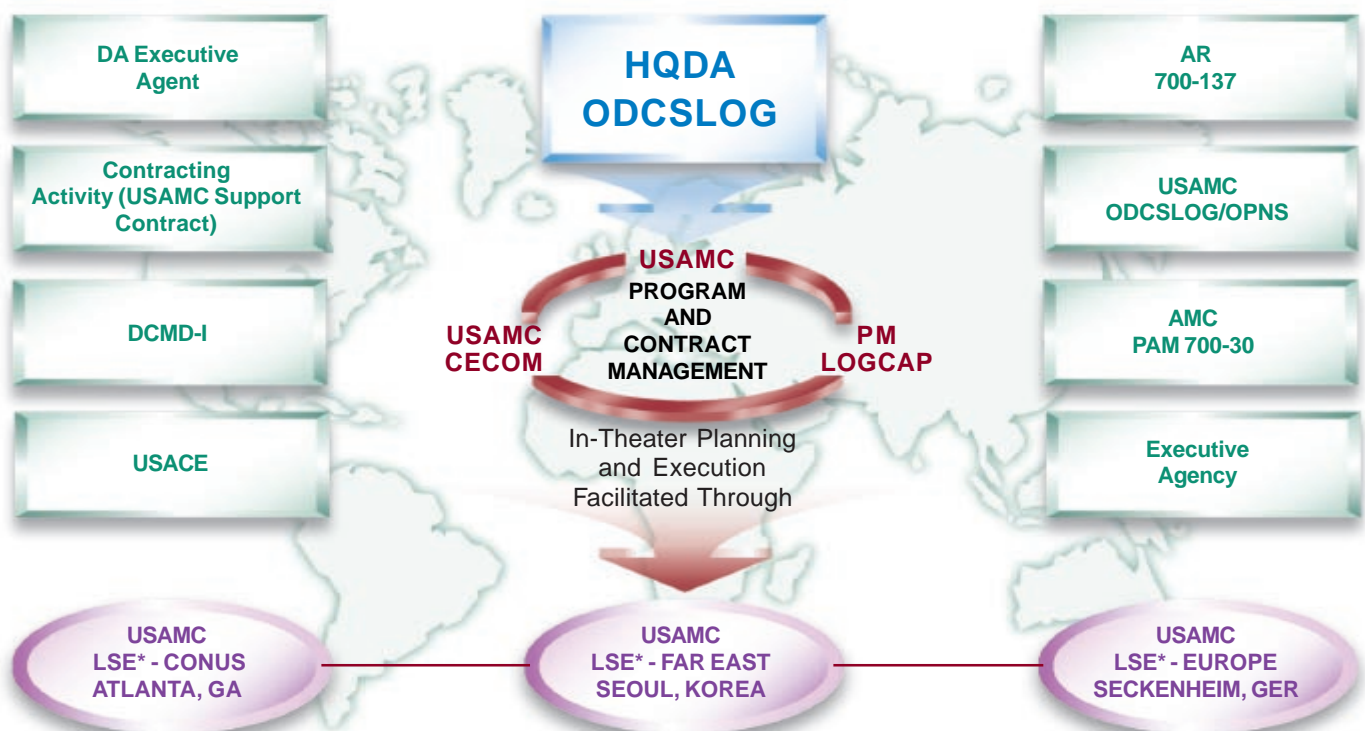 DA Executive
Agent
Contracting
Activity (USAMC Support
Contract)
DCMD-I
USACE
HQDA
ODCSLOG
USAMC
PROGRAM
AND
CONTRACT
MANAGEMENT
USAMC
CECOM
PM
LOGCAP
In-Theater Planning
and Execution
Facilitated Through
AR
700-137
USAMC
ODCSLOG/OPNS
AMC
PAM 700-30
Executive
Agency
USAMC
LSE* - CONUS
ATLANTA, GA
USAMC
LSE* - FAR EAST
SEOUL, KOREA
USAMC
LSE* - EUROPE
SECKENHEIM, GER